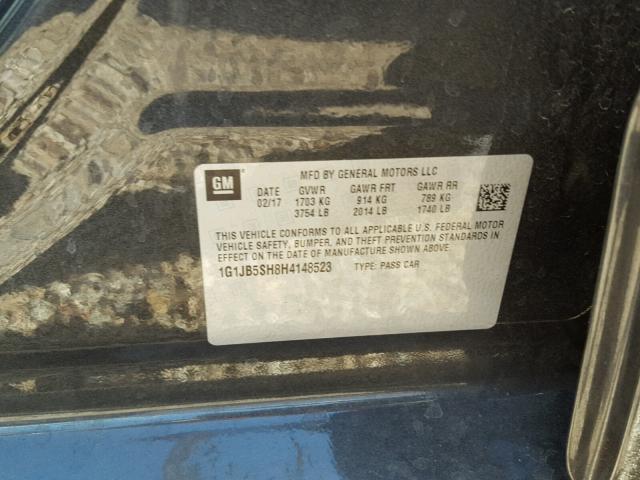 GM
MFD BY GENERAL MOTORS LLC
DATE GVWR GAWR FRT GAWR RR
02/17 1703 KG 914 KG 789 KG
3754 LB 2014 LB 1740 LB
THIS VEHICLE CONFORMS TO ALL APPLICABLE U.S. FEDERAL MOTOR
VEHICLE SAFETY, BUMPER, AND THEFT PREVENTION STANDARDS IN
EFFECT ON THE DATE OF MANUFACTURE SHOWN ABOVE.
1G1JB5SH8H4148523 TYPE: PASS CAR